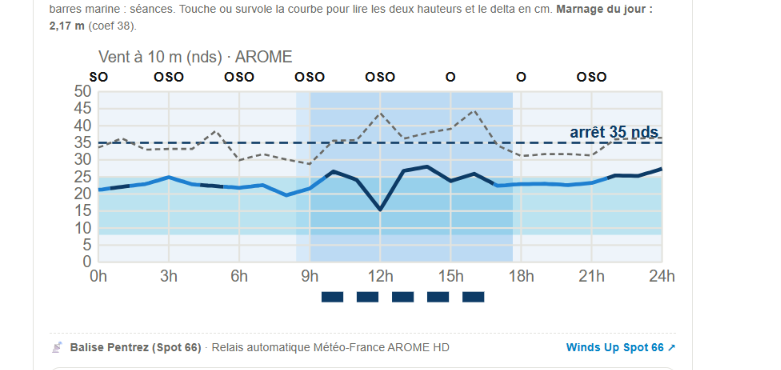 barres marine : séances. Touche ou survole la courbe pour lire les deux hauteurs et le delta en cm. Marnage du jour :
2,17 m (coef 38).
Vent à 10 m (nds) · AROME
SO OSO OSO OSO OSO O O OSO
50
45
40
arrêt 35 nds
35
30
25
20
15
10
5
0
0h 3h 6h 9h 12h 15h 18h 21h 24h
Balise Pentrez (Spot 66) · Relais automatique Météo-France AROME HD
Winds Up Spot 66 ↗